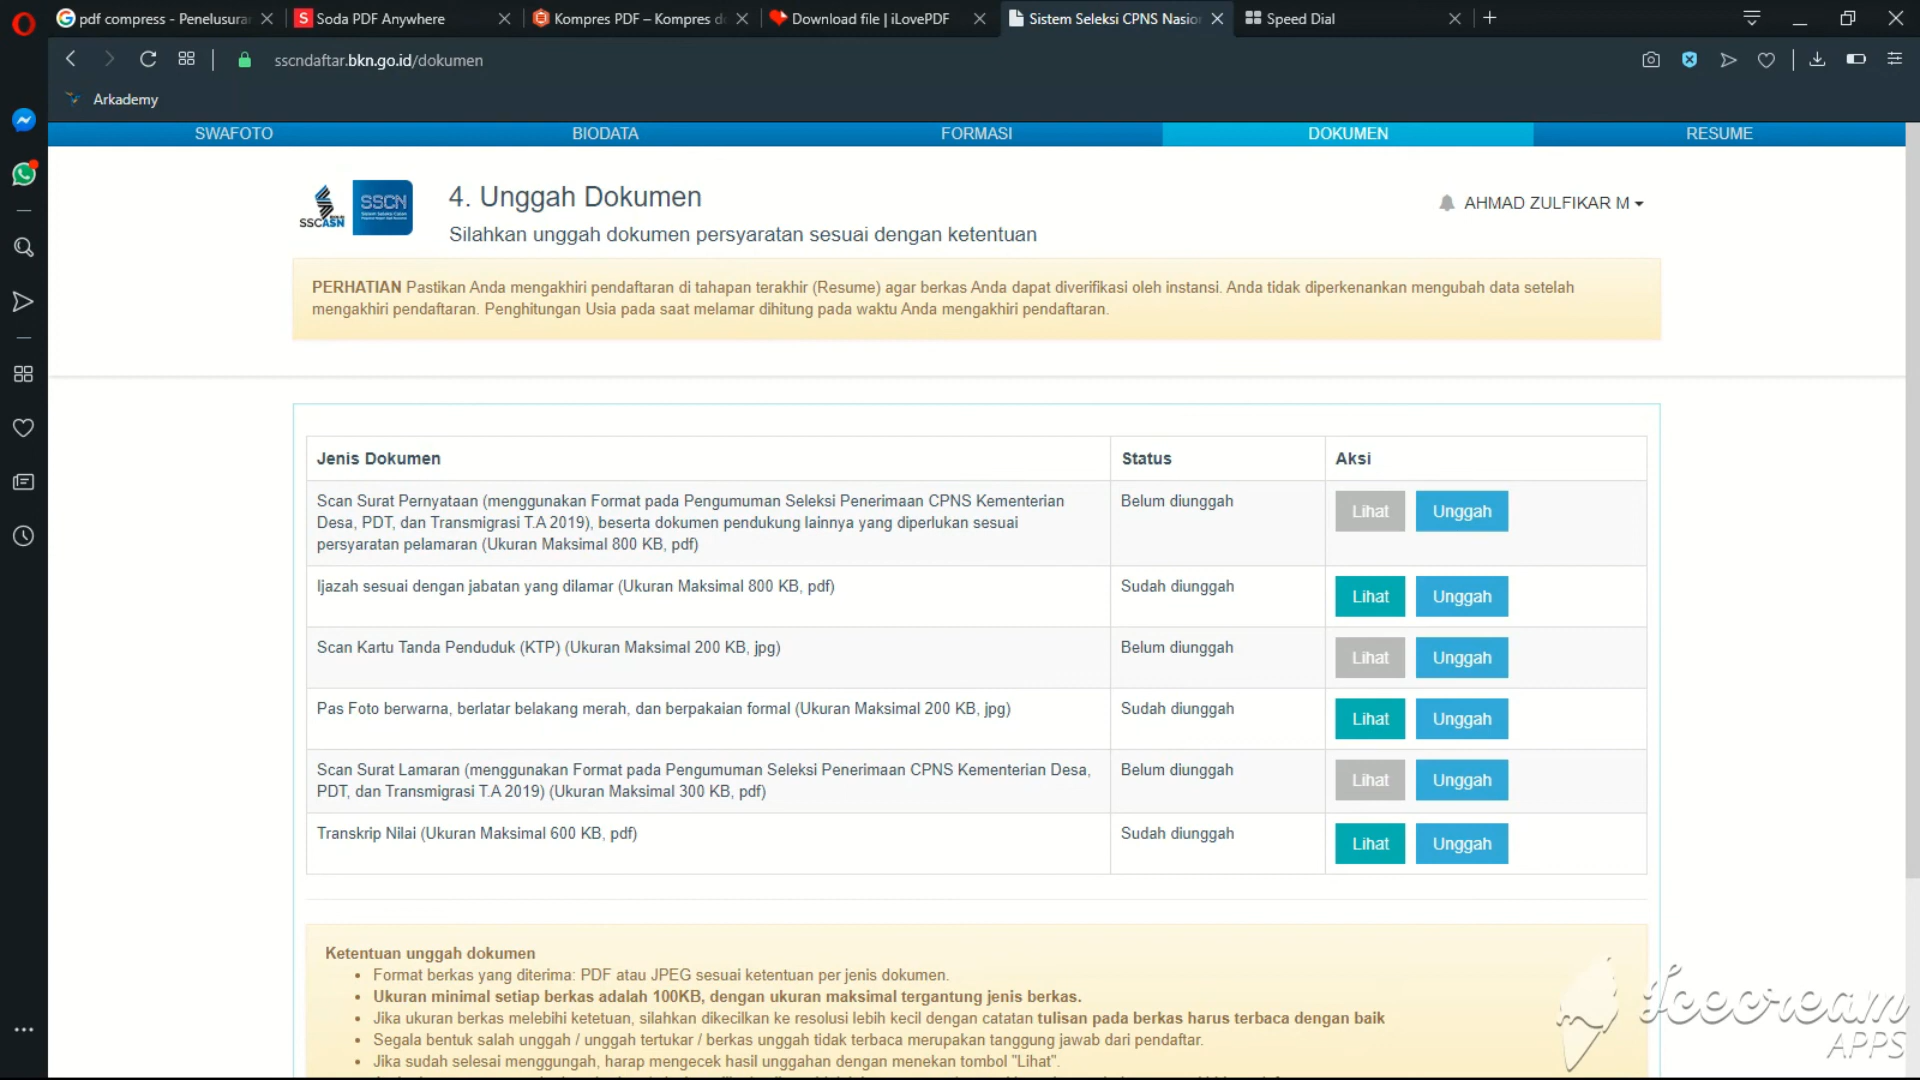 pdf compress - Penelusura
Soda PDF Anywhere
Kompres PDF – Kompres d
Download file | iLovePDF
Sistem Seleksi CPNS Nasio
Speed Dial
sscndaftar.bkn.go.id/dokumen
Arkademy
SWAFOTO
BIODATA
FORMASI
DOKUMEN
RESUME
SSCASN
SSCN
4. Unggah Dokumen
AHMAD ZULFIKAR M
Silahkan unggah dokumen persyaratan sesuai dengan ketentuan
PERHATIAN Pastikan Anda mengakhiri pendaftaran di tahapan terakhir (Resume) agar berkas Anda dapat diverifikasi oleh instansi. Anda tidak diperkenankan mengubah data setelah
mengakhiri pendaftaran. Penghitungan Usia pada saat melamar dihitung pada waktu Anda mengakhiri pendaftaran.
Jenis Dokumen
Status
Aksi
Scan Surat Pernyataan (menggunakan Format pada Pengumuman Seleksi Penerimaan CPNS Kementerian
Desa, PDT, dan Transmigrasi T.A 2019), beserta dokumen pendukung lainnya yang diperlukan sesuai
persyaratan pelamaran (Ukuran Maksimal 800 KB, pdf)
Belum diunggah
Lihat
Unggah
Ijazah sesuai dengan jabatan yang dilamar (Ukuran Maksimal 800 KB, pdf)
Sudah diunggah
Lihat
Unggah
Scan Kartu Tanda Penduduk (KTP) (Ukuran Maksimal 200 KB, jpg)
Belum diunggah
Lihat
Unggah
Pas Foto berwarna, berlatar belakang merah, dan berpakaian formal (Ukuran Maksimal 200 KB, jpg)
Sudah diunggah
Lihat
Unggah
Scan Surat Lamaran (menggunakan Format pada Pengumuman Seleksi Penerimaan CPNS Kementerian Desa,
PDT, dan Transmigrasi T.A 2019) (Ukuran Maksimal 300 KB, pdf)
Belum diunggah
Lihat
Unggah
Transkrip Nilai (Ukuran Maksimal 600 KB, pdf)
Sudah diunggah
Lihat
Unggah
Ketentuan unggah dokumen
Format berkas yang diterima: PDF atau JPEG sesuai ketentuan per jenis dokumen.
Ukuran minimal setiap berkas adalah 100KB, dengan ukuran maksimal tergantung jenis berkas.
Jika ukuran berkas melebihi ketetuan, silahkan dikecilkan ke resolusi lebih kecil dengan catatan tulisan pada berkas harus terbaca dengan baik
Segala bentuk salah unggah / unggah tertukar / berkas unggah tidak terbaca merupakan tanggung jawab dari pendaftar.
Jika sudah selesai menggungah, harap mengecek hasil unggahan dengan menekan tombol "Lihat".
Icecream
APPS